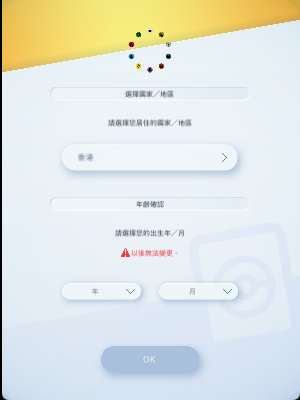 選擇國家／地區
請選擇您居住的國家／地區
香港
年齡確認
請選擇您的出生年／月
以後無法變更。
年
月
OK